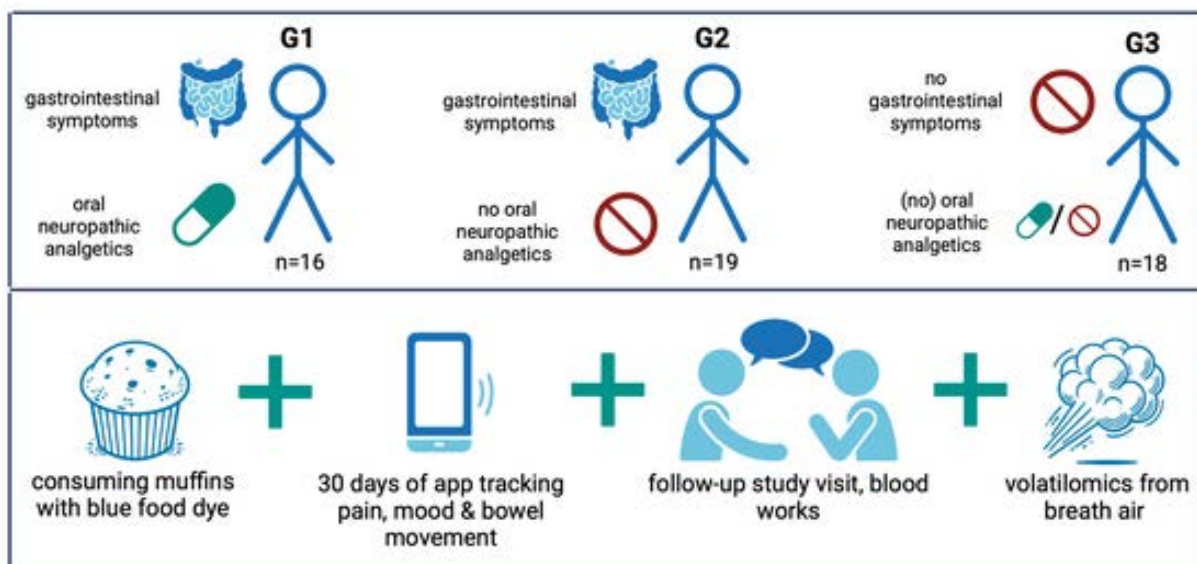 G1
gastrointestinal
symptoms
oral
neuropathic
analgetics
n=16
G2
gastrointestinal
symptoms
no oral
neuropathic
analgetics
n=19
G3
no
gastrointestinal
symptoms
(no) oral
neuropathic
analgetics
/
n=18
consuming muffins
with blue food dye
+
30 days of app tracking
pain, mood & bowel
movement
+
follow-up study visit, blood
works
+
volatilomics from
breath air